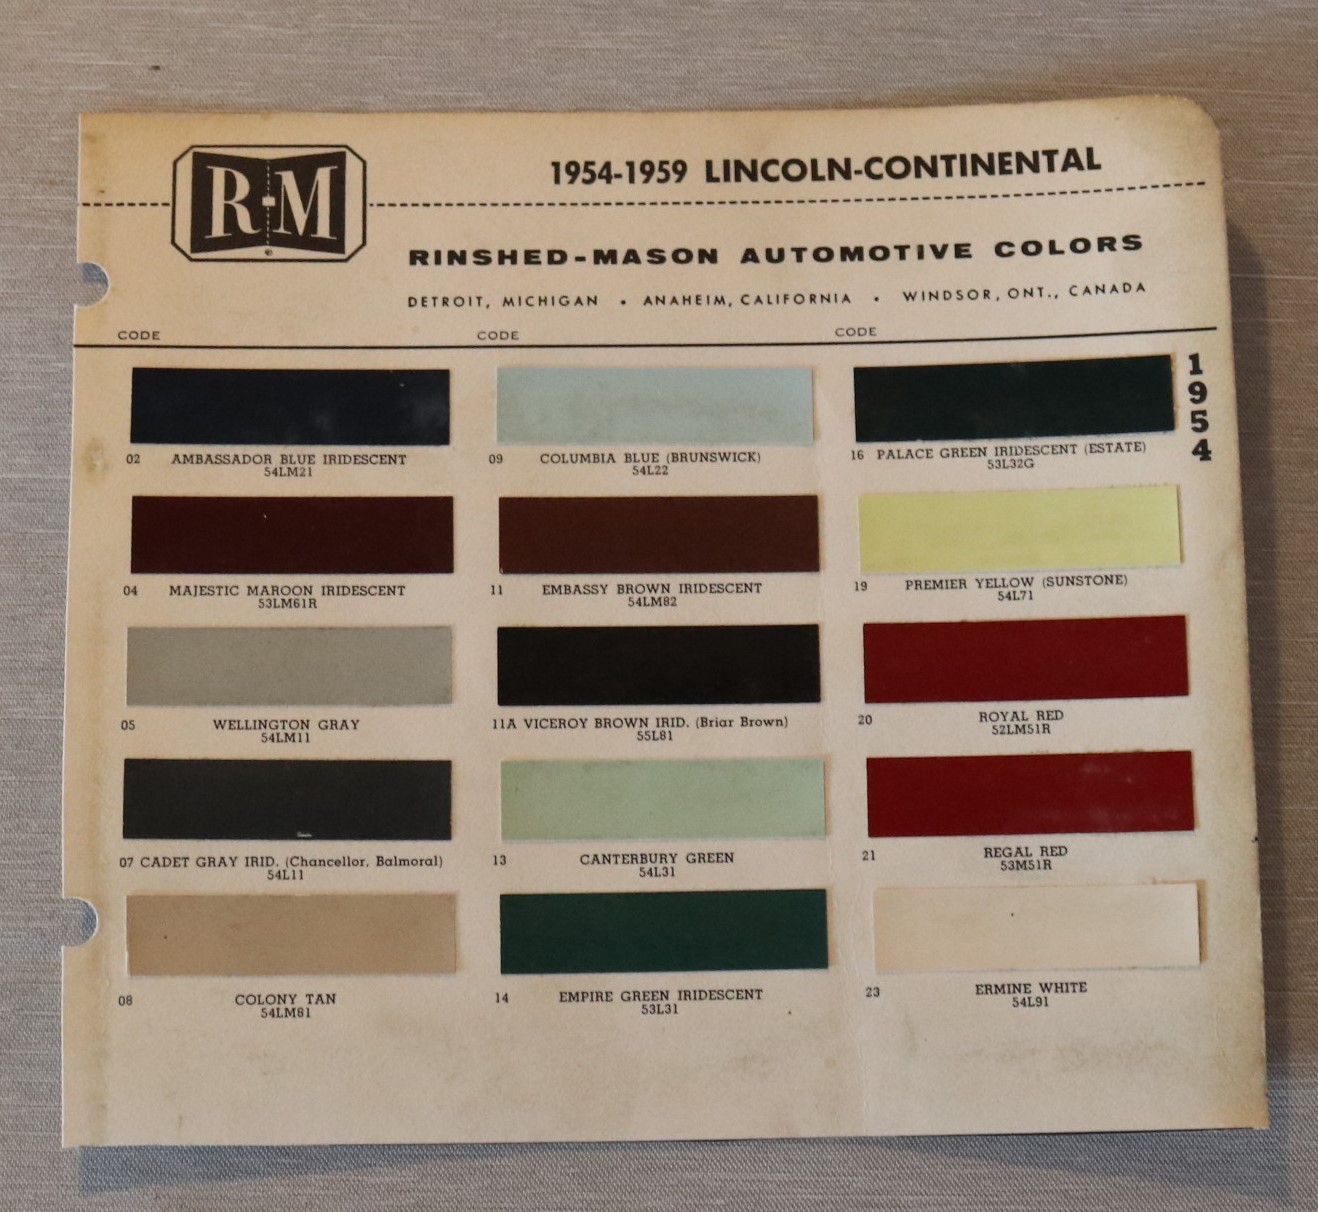 R-M
1954-1959 LINCOLN-CONTINENTAL
RINSHED-MASON AUTOMOTIVE COLORS
DETROIT, MICHIGAN • ANAHEIM, CALIFORNIA • WINDSOR, ONT., CANADA
CODE CODE CODE
1
9
5
4
02 AMBASSADOR BLUE IRIDESCENT
54LM21
09 COLUMBIA BLUE (BRUNSWICK)
54L22
16 PALACE GREEN IRIDESCENT (ESTATE)
53L32G
04 MAJESTIC MAROON IRIDESCENT
53LM61R
11 EMBASSY BROWN IRIDESCENT
54LM82
19 PREMIER YELLOW (SUNSTONE)
54L71
05 WELLINGTON GRAY
54LM11
11A VICEROY BROWN IRID. (Briar Brown)
55L81
20 ROYAL RED
52LM51R
07 CADET GRAY IRID. (Chancellor, Balmoral)
54L11
13 CANTERBURY GREEN
54L31
21 REGAL RED
53M51R
08 COLONY TAN
54LM81
14 EMPIRE GREEN IRIDESCENT
53L31
23 ERMINE WHITE
54L91